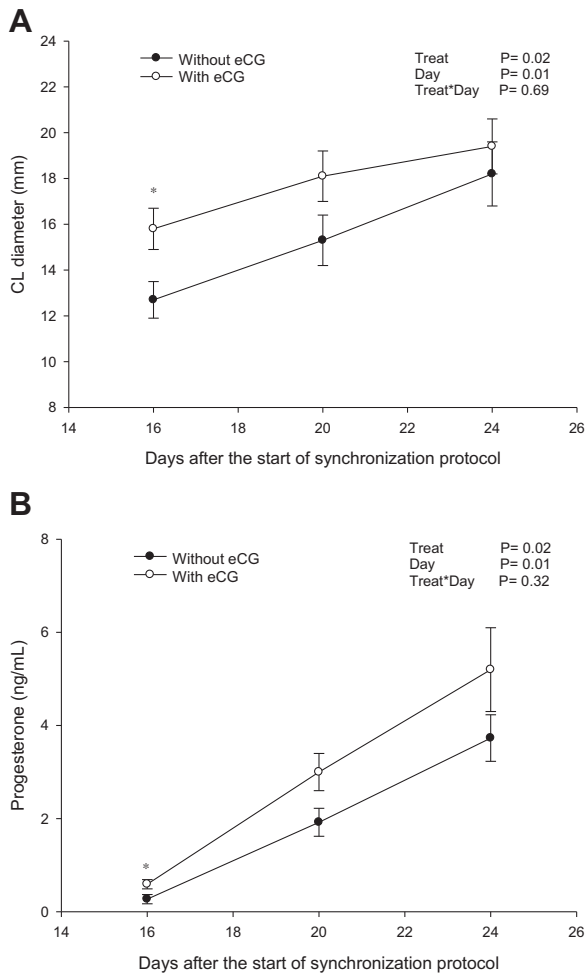 A
24
22
20
18
16
14
12
10
8
CL diameter (mm)
Without eCG
With eCG
Treat P= 0.02
Day P= 0.01
Treat*Day P= 0.69
*
14 16 18 20 22 24 26
Days after the start of synchronization protocol
B
8
6
4
2
0
Progesterone (ng/mL)
Without eCG
With eCG
Treat P= 0.02
Day P= 0.01
Treat*Day P= 0.32
*
14 16 18 20 22 24 26
Days after the start of synchronization protocol